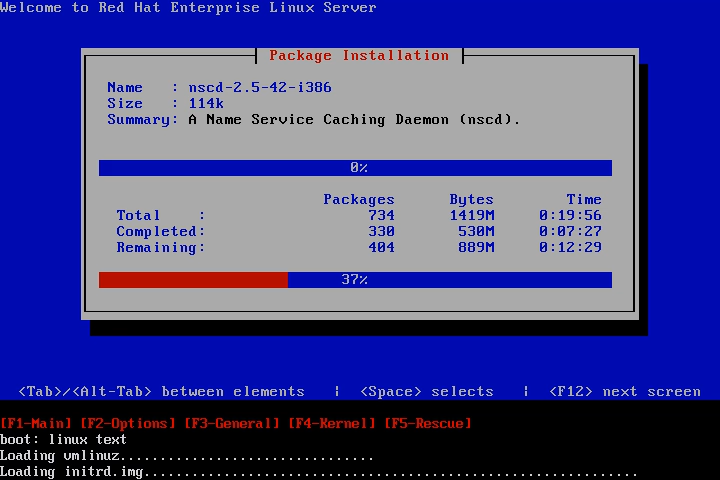 Welcome to Red Hat Enterprise Linux Server
Package Installation
Name   : nscd-2.5-42-i386
Size   : 114k
Summary: A Name Service Caching Daemon (nscd).
0%
Packages Bytes Time
Total    : 734 1419M 0:19:56
Completed: 330 530M 0:07:27
Remaining: 404 889M 0:12:29
37%
<Tab>/<Alt-Tab> between elements   |  <Space> selects   |  <F12> next screen
[F1-Main] [F2-Options] [F3-General] [F4-Kernel] [F5-Rescue]
boot: linux text
Loading vmlinuz............................
Loading initrd.img.......................................................